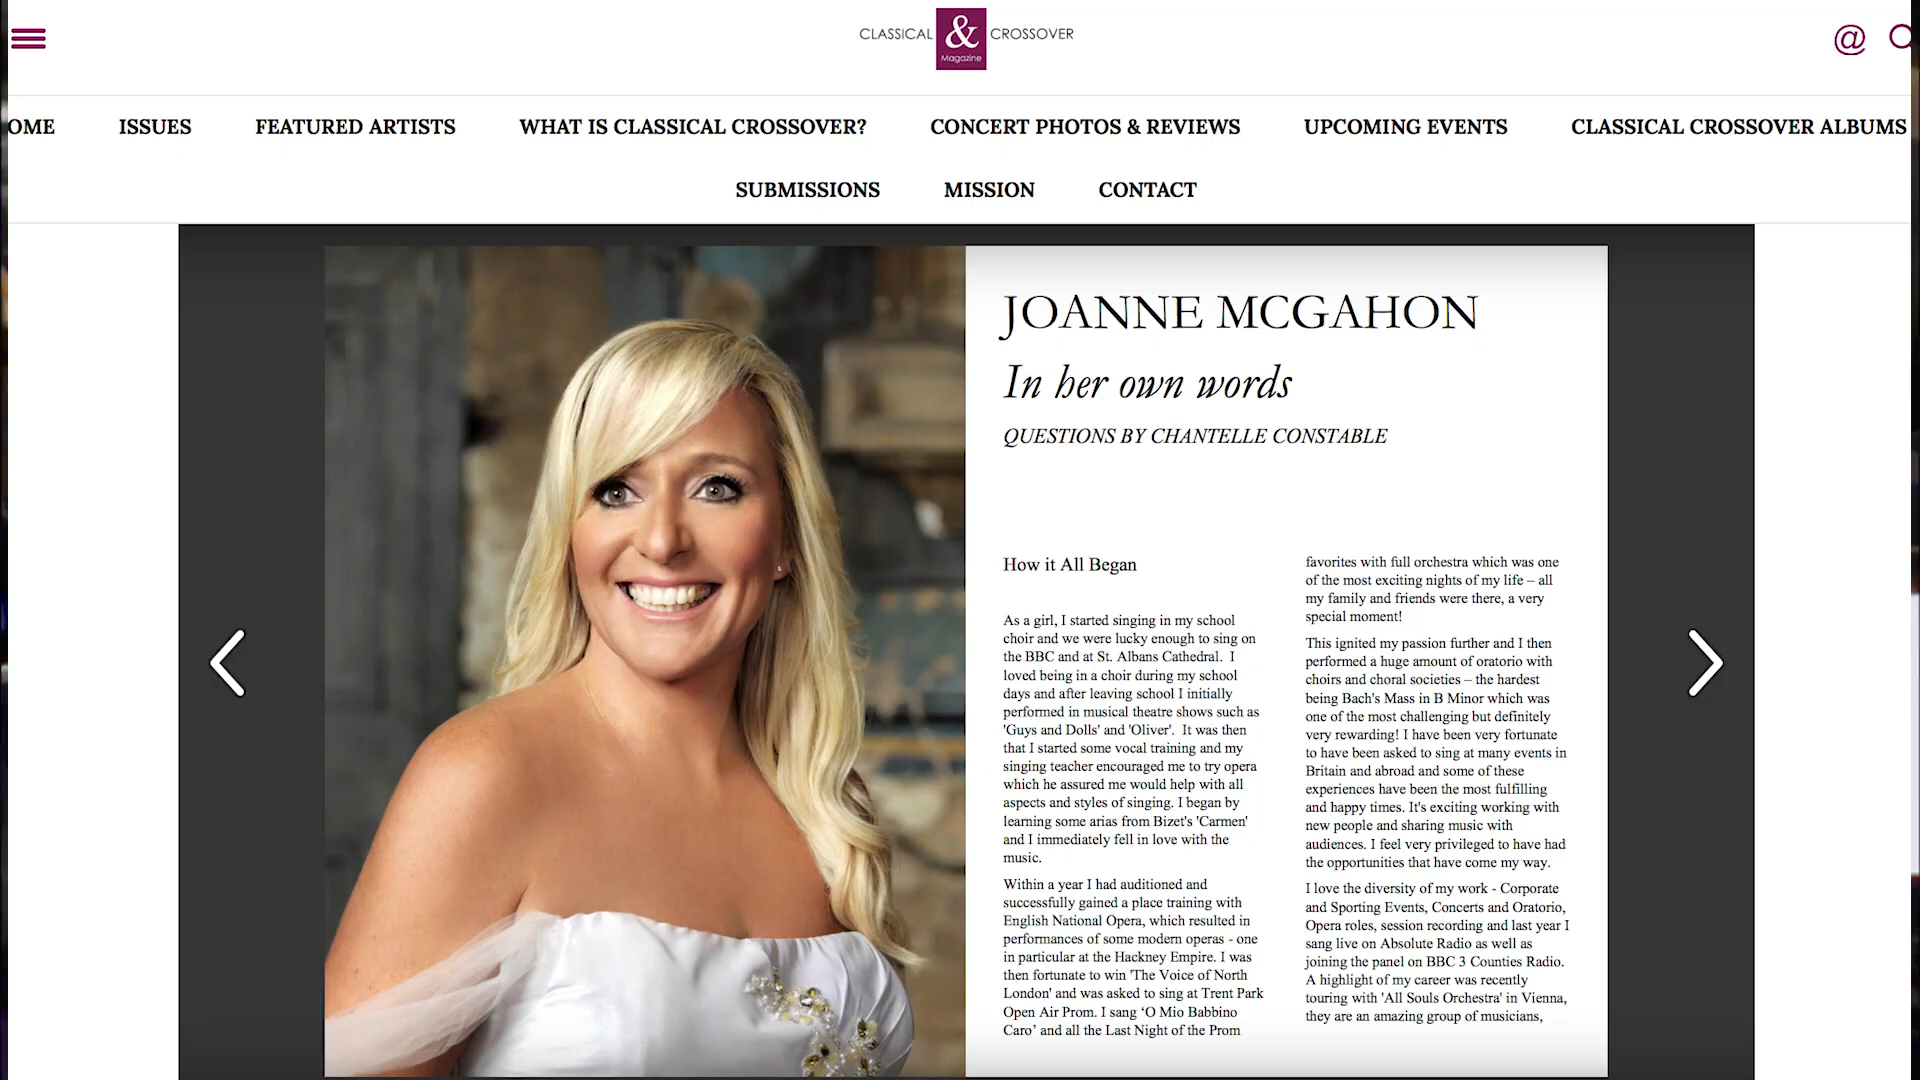 CLASSICAL & CROSSOVER
Magazine
@
OME ISSUES FEATURED ARTISTS WHAT IS CLASSICAL CROSSOVER? CONCERT PHOTOS & REVIEWS UPCOMING EVENTS CLASSICAL CROSSOVER ALBUMS
SUBMISSIONS MISSION CONTACT
JOANNE MCGAHON
In her own words
QUESTIONS BY CHANTELLE CONSTABLE
How it All Began
As a girl, I started singing in my school
choir and we were lucky enough to sing on
the BBC and at St. Albans Cathedral. I
loved being in a choir during my school
days and after leaving school I initially
performed in musical theatre shows such as
'Guys and Dolls' and 'Oliver'. It was then
that I started some vocal training and my
singing teacher encouraged me to try opera
which he assured me would help with all
aspects and styles of singing. I began by
learning some arias from Bizet's 'Carmen'
and I immediately fell in love with the
music.
Within a year I had auditioned and
successfully gained a place training with
English National Opera, which resulted in
performances of some modern operas - one
in particular at the Hackney Empire. I was
then fortunate to win 'The Voice of North
London' and was asked to sing at Trent Park
Open Air Prom. I sang ‘O Mio Babbino
Caro’ and all the Last Night of the Prom
favorites with full orchestra which was one
of the most exciting nights of my life – all
my family and friends were there, a very
special moment!
This ignited my passion further and I then
performed a huge amount of oratorio with
choirs and choral societies – the hardest
being Bach's Mass in B Minor which was
one of the most challenging but definitely
very rewarding! I have been very fortunate
to have been asked to sing at many events in
Britain and abroad and some of these
experiences have been the most fulfilling
and happy times. It's exciting working with
new people and sharing music with
audiences. I feel very privileged to have had
the opportunities that have come my way.
I love the diversity of my work - Corporate
and Sporting Events, Concerts and Oratorio,
Opera roles, session recording and last year I
sang live on Absolute Radio as well as
joining the panel on BBC 3 Counties Radio.
A highlight of my career was recently
touring with 'All Souls Orchestra' in Vienna,
they are an amazing group of musicians,